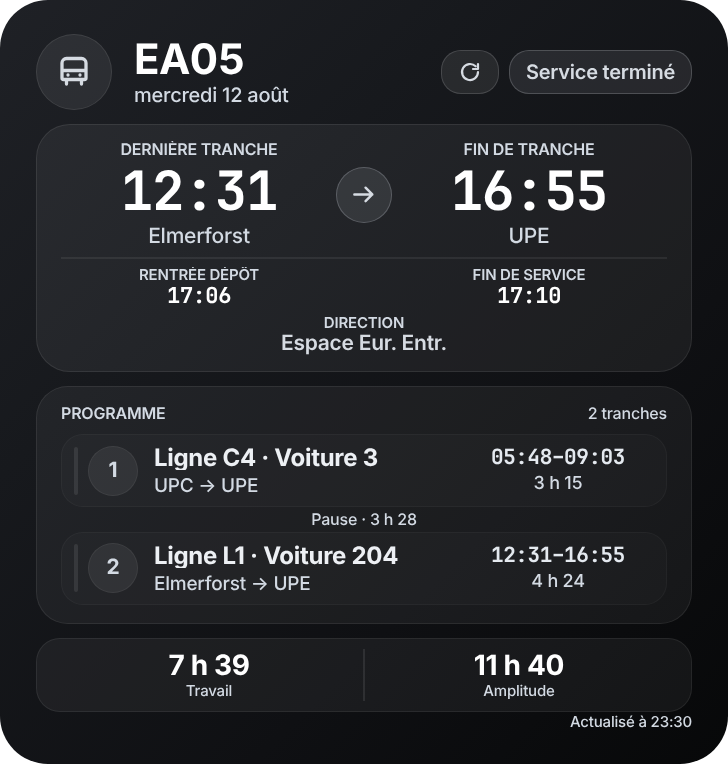 EA05
mercredi 12 août
Service terminé
DERNIÈRE TRANCHE
FIN DE TRANCHE
12:31
16:55
Elmerforst
UPE
RENTRÉE DÉPÔT
FIN DE SERVICE
17:06
17:10
DIRECTION
Espace Eur. Entr.
PROGRAMME
2 tranches
1
Ligne C4 · Voiture 3
05:48–09:03
UPC → UPE
3 h 15
Pause · 3 h 28
2
Ligne L1 · Voiture 204
12:31–16:55
Elmerforst → UPE
4 h 24
7 h 39
11 h 40
Travail
Amplitude
Actualisé à 23:30